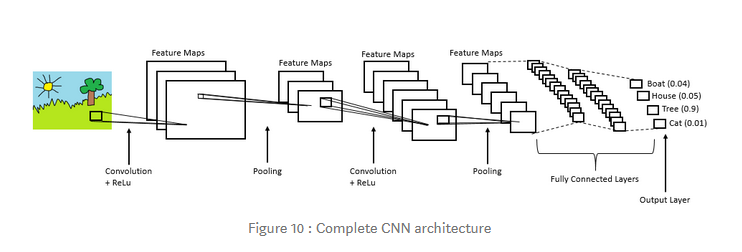 Feature Maps
Feature Maps
Feature Maps
Feature Maps
Boat (0.04)
House (0.05)
Tree (0.9)
Cat (0.01)
Convolution
+ ReLu
Pooling
Convolution
+ ReLu
Pooling
Fully Connected Layers
Output Layer
Figure 10 : Complete CNN architecture